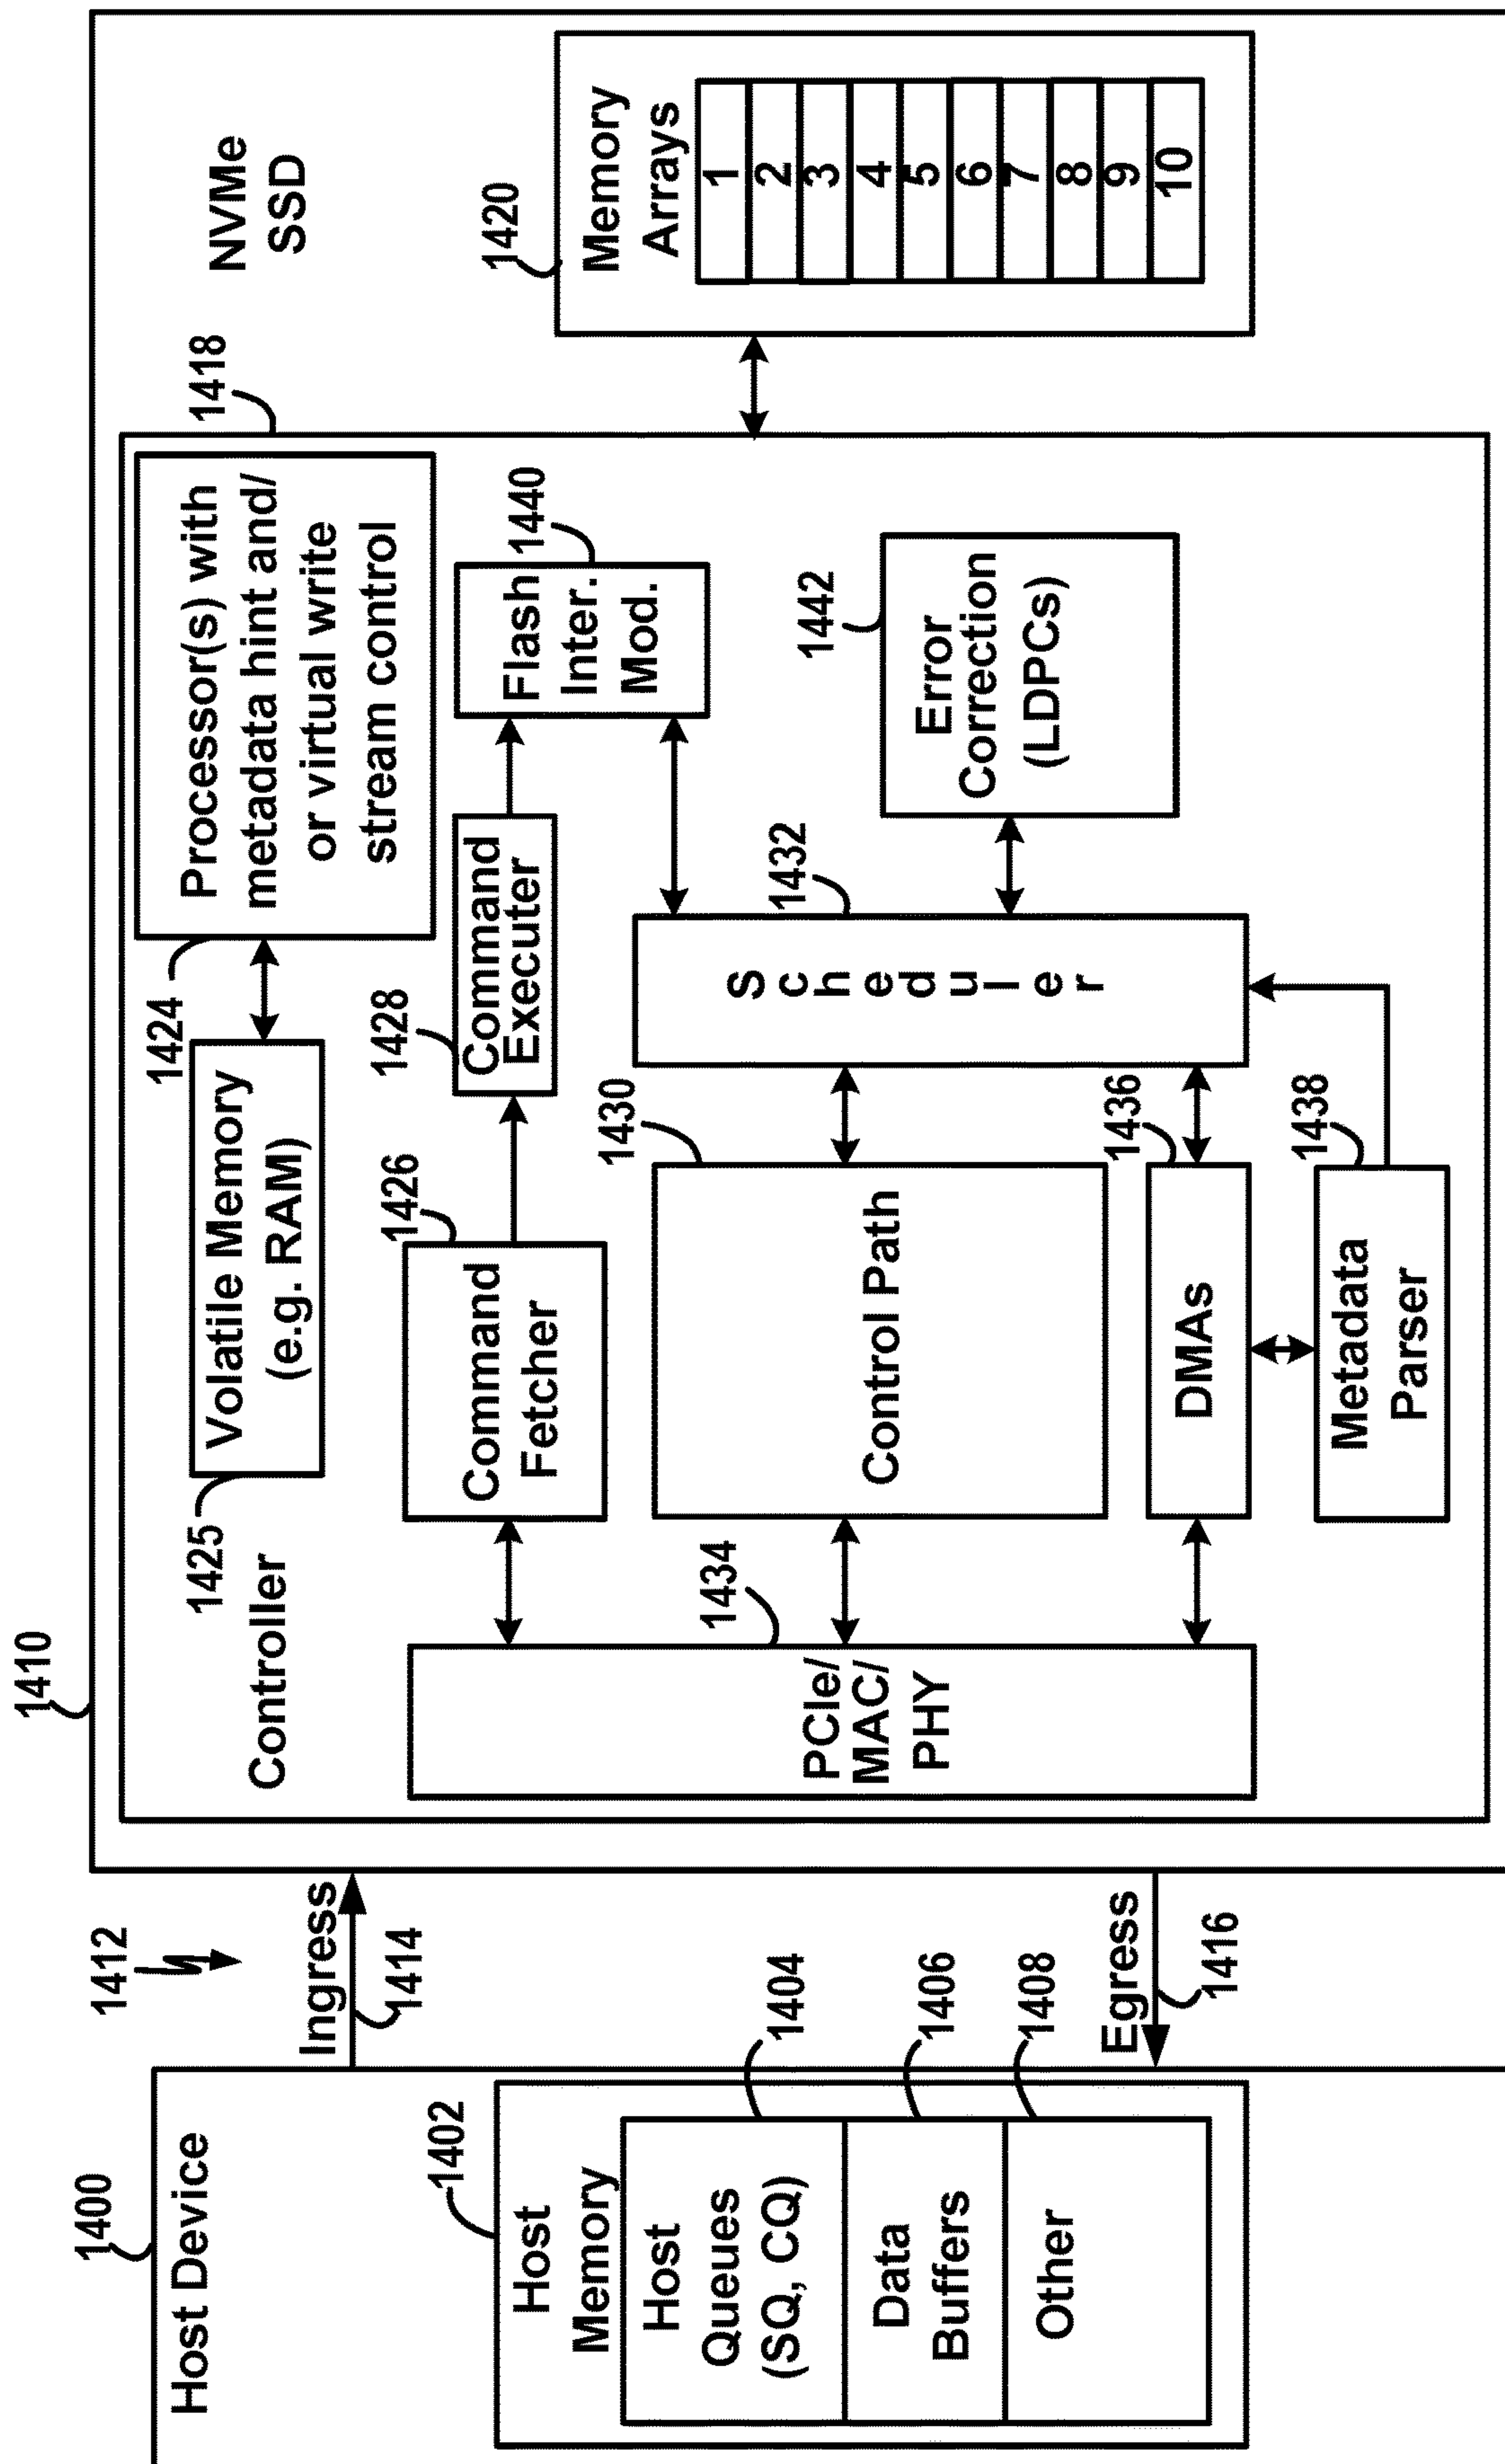 1400
Host Device
1402
Host
Memory
Host
Queues
(SQ, CQ)
1404
Data
Buffers
1406
Other
1408
1412
Ingress
1414
Egress
1416
1410
NVMe
SSD
Controller
1418
1425
Volatile Memory
(e.g. RAM)
1424
Processor(s) with
metadata hint and/
or virtual write
stream control
1426
Command
Fetcher
1428
Command
Executer
1440
Flash
Inter.
Mod.
1434
PCIe/
MAC/
PHY
1430
Control Path
1432
Scheduler
1442
Error
Correction
(LDPCs)
1436
DMAs
1438
Metadata
Parser
1420
Memory
Arrays
1
2
3
4
5
6
7
8
9
10